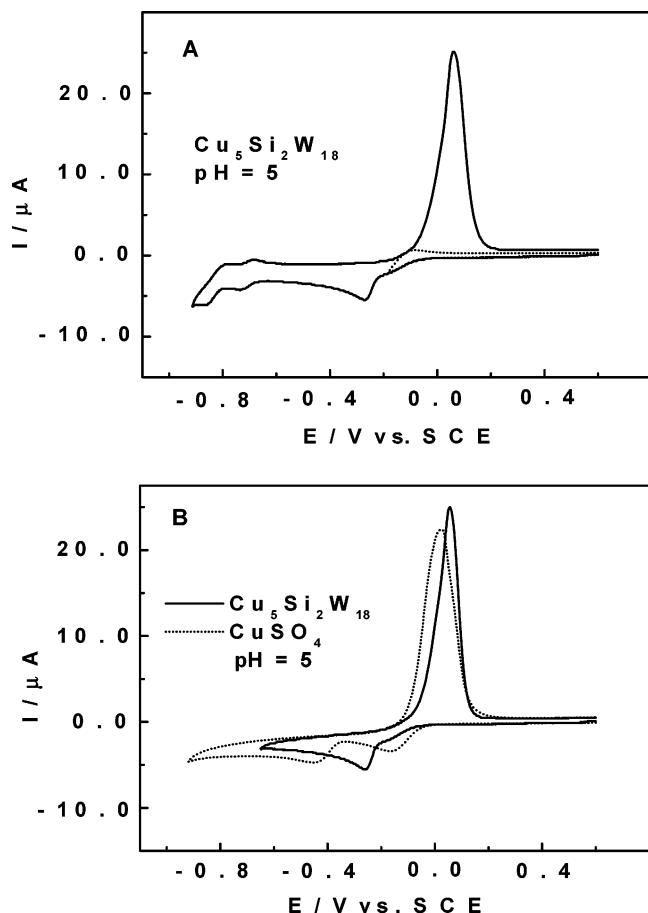 A
Cu5Si2W18
pH = 5
20.0
10.0
0.0
-10.0
I / μA
-0.8 -0.4 0.0 0.4
E / V vs. SCE
B
Cu5Si2W18
CuSO4
pH = 5
20.0
10.0
0.0
-10.0
I / μA
-0.8 -0.4 0.0 0.4
E / V vs. SCE